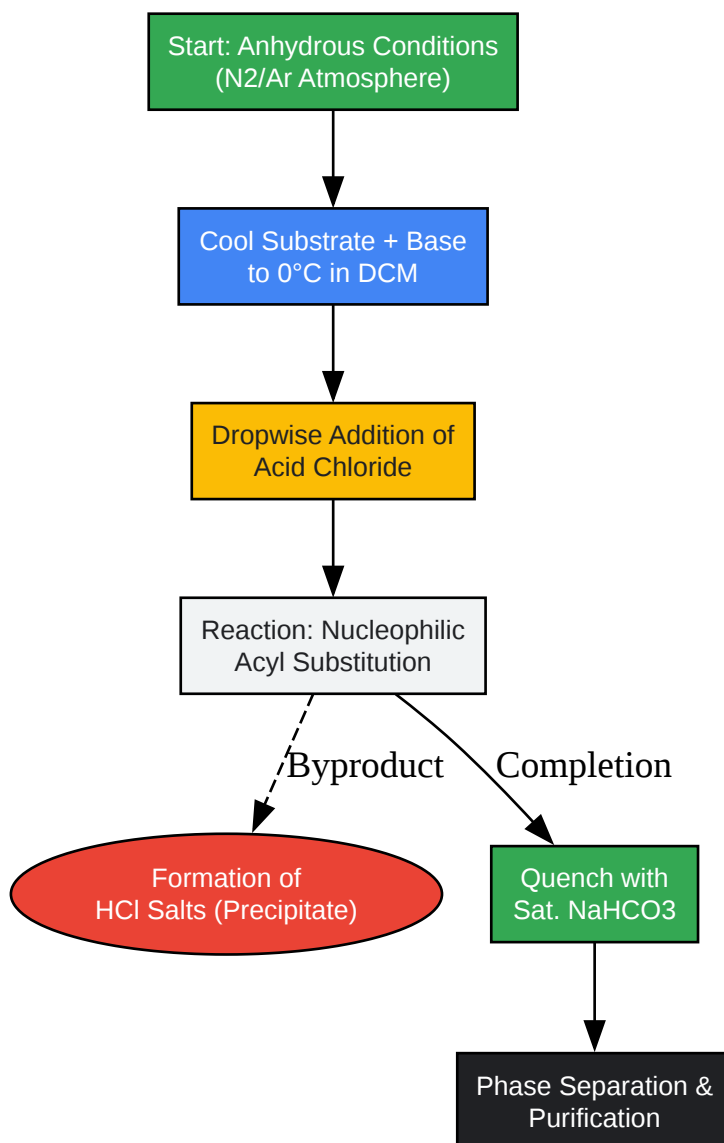 Start: Anhydrous Conditions
(N2/Ar Atmosphere)
Cool Substrate + Base
to 0°C in DCM
Dropwise Addition of
Acid Chloride
Reaction: Nucleophilic
Acyl Substitution
Byproduct
Completion
Formation of
HCl Salts (Precipitate)
Quench with
Sat. NaHCO3
Phase Separation &
Purification